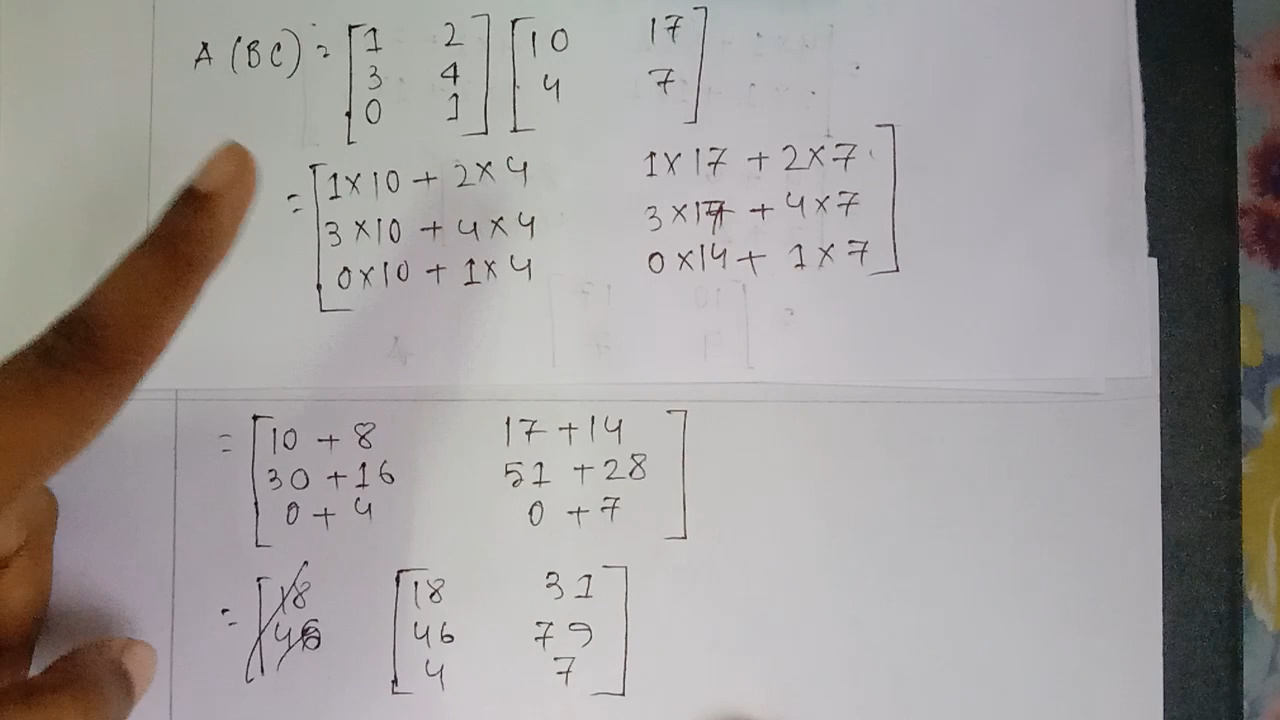 A (BC) = [1 2] [10 17]
3 4 4 7
0 1
= [1×10 + 2×4 1×17 + 2×7
3×10 + 4×4 3×17 + 4×7
0×10 + 1×4 0×14 + 1×7]
= [10 + 8 17 + 14
30 + 16 51 + 28
0 + 4 0 + 7]
= [18 [18 31
46 46 79
4 7]